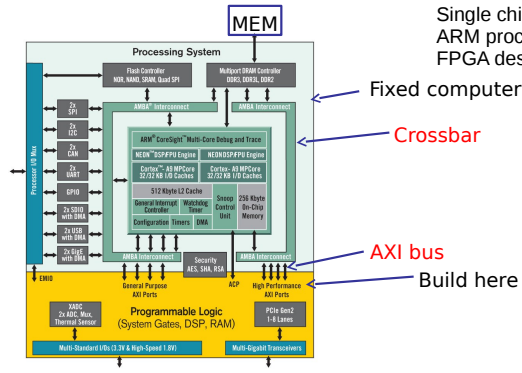 MEM
Single chi
ARM proc
FPGA des
Processing System
Flash Controller
NOR, NAND, SRAM, Quad SPI
Multiport DRAM Controller
DDR3, DDR3L, DDR2
Fixed computer
AMBA® Interconnect
AMBA Interconnect
Processor I/O Mux
2x
SPI
2x
I2C
2x
CAN
2x
UART
GPIO
2x SDIO
with DMA
2x USB
with DMA
2x GigE
with DMA
ARM® CoreSight™ Multi-Core Debug and Trace
NEON™ DSP/FPU Engine
NEON DSP/FPU Engine
Cortex™- A9 MPCore
32/32 KB I/D Caches
Cortex- A9 MPCore
32/32 KB I/D Caches
Crossbar
512 Kbyte L2 Cache
General Interrupt
Controller
Watchdog
Timer
Configuration
Timers
DMA
Snoop
Control
Unit
256 Kbyte
On-Chip
Memory
AMBA Interconnect
Security
AES, SHA, RSA
AMBA Interconnect
AXI bus
EMIO
General Purpose
AXI Ports
ACP
High Performance
AXI Ports
Build here
XADC
2x ADC, Mux,
Thermal Sensor
Programmable Logic
(System Gates, DSP, RAM)
PCIe Gen2
1-8 Lanes
Multi-Standard I/Os (3.3V & High-Speed 1.8V)
Multi-Gigabit Transceivers